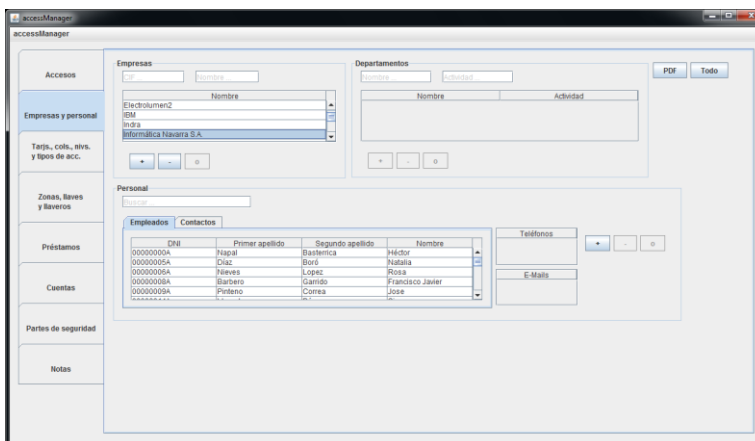 accessManager
accessManager
Accesos
Empresas y personal
Tarjs., cols., nivs.
y tipos de acc.
Zonas, llaves
y llaveros
Préstamos
Cuentas
Partes de seguridad
Notas
Empresas
CIF ...
Nombre...
Nombre
Electrolumen2
IBM
Indra
Informática Navarra S.A.
+ - o
Departamentos
Nombre ...
Actividad ...
Nombre Actividad
+ - o
PDF Todo
Personal
Buscar...
Empleados Contactos
DNI Primer apellido Segundo apellido Nombre
00000000A Napal Basterrica Héctor
00000005A Díaz Boró Natalia
00000006A Nieves Lopez Rosa
00000008A Barbero Garrido Francisco Javier
00000009A Pinteno Correa Jose
Teléfonos
E-Mails
+ - o